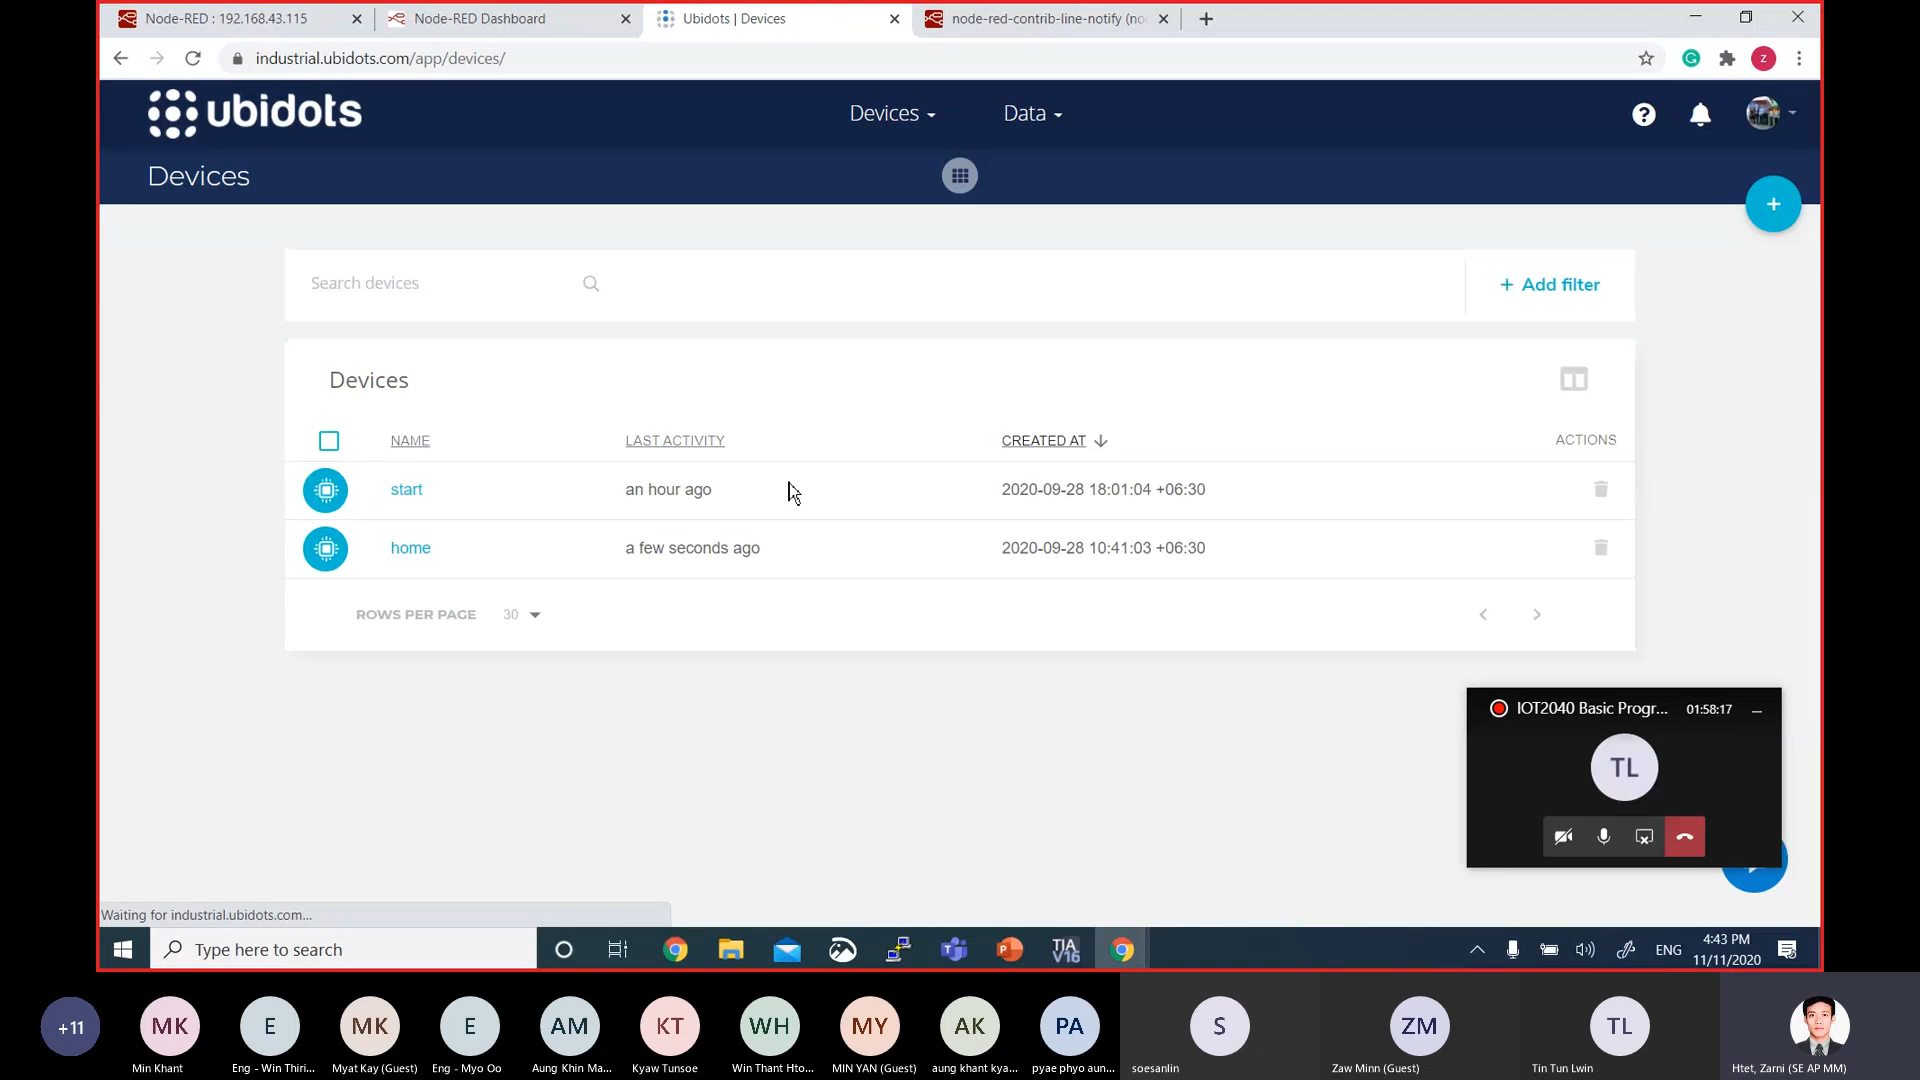 Node-RED : 192.168.43.115
Node-RED Dashboard
Ubidots | Devices
node-red-contrib-line-notify (no
industrial.ubidots.com/app/devices/
Z
ubidots
Devices
Data
?
Devices
+
Search devices
+ Add filter
Devices
NAME LAST ACTIVITY CREATED AT ACTIONS
start an hour ago 2020-09-28 18:01:04 +06:30
home a few seconds ago 2020-09-28 10:41:03 +06:30
ROWS PER PAGE 30
IOT2040 Basic Progr... 01:58:17
TL
Waiting for industrial.ubidots.com...
Type here to search
TIA V16
ENG
4:43 PM
11/11/2020
+11
MK
E
MK
E
AM
KT
WH
MY
AK
PA
S
ZM
TL
Min Khant
Eng - Win Thiri...
Myat Kay (Guest)
Eng - Myo Oo
Aung Khin Ma...
Kyaw Tunsoe
Win Thant Hto...
MIN YAN (Guest)
aung khant kya...
pyae phyo aun...
soesanlin
Zaw Minn (Guest)
Tin Tun Lwin
Htet, Zarni (SE AP MM)